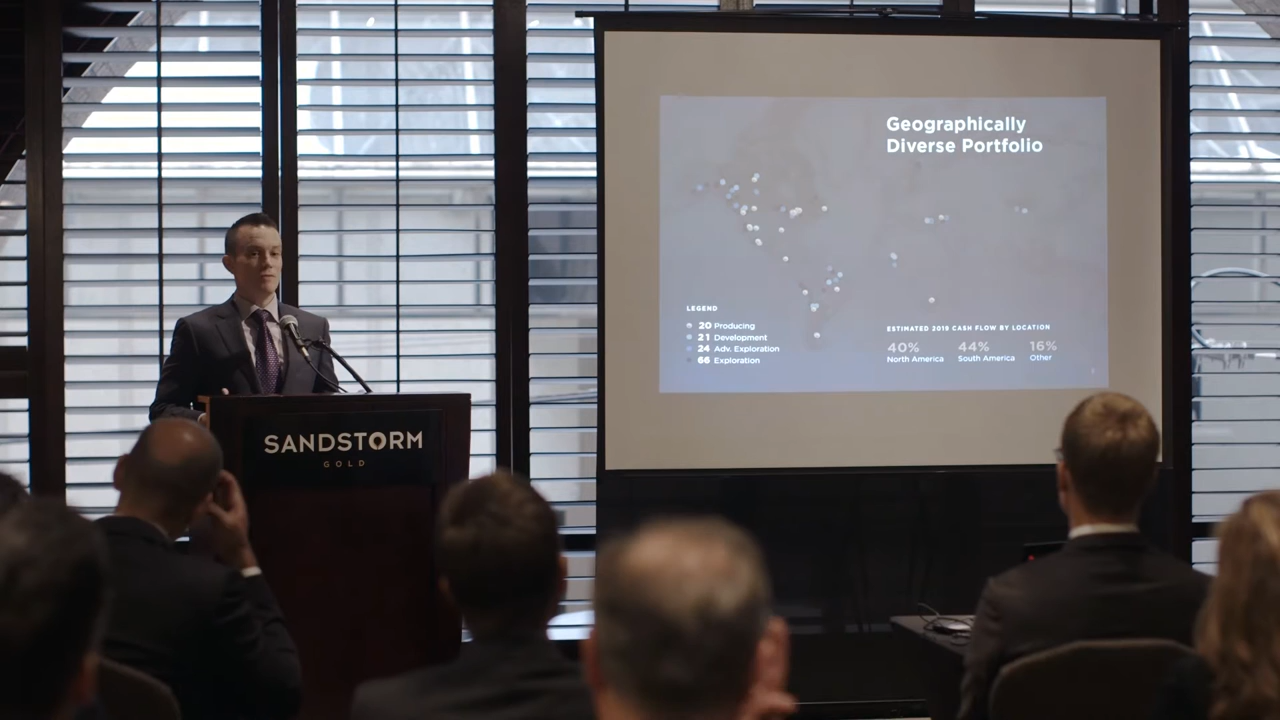 Geographically
Diverse Portfolio
LEGEND
20 Producing
21 Development
24 Adv. Exploration
66 Exploration
ESTIMATED 2019 CASH FLOW BY LOCATION
40% 44% 16%
North America South America Other
SANDSTORM
GOLD